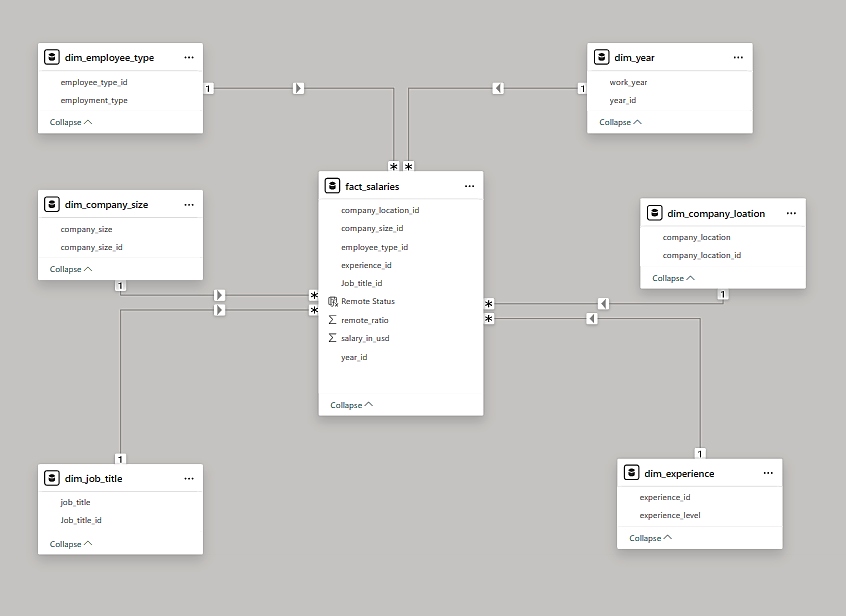 dim_employee_type ...
employee_type_id
employment_type
Collapse
dim_year ...
work_year
year_id
Collapse
1
1
*
*
fact_salaries ...
company_location_id
company_size_id
employee_type_id
experience_id
Job_title_id
Remote Status
Σ remote_ratio
Σ salary_in_usd
year_id
Collapse
dim_company_size ...
company_size
company_size_id
Collapse
1
*
*
dim_company_loation ...
company_location
company_location_id
Collapse
1
*
*
1
dim_job_title ...
job_title
Job_title_id
Collapse
1
dim_experience ...
experience_id
experience_level
Collapse